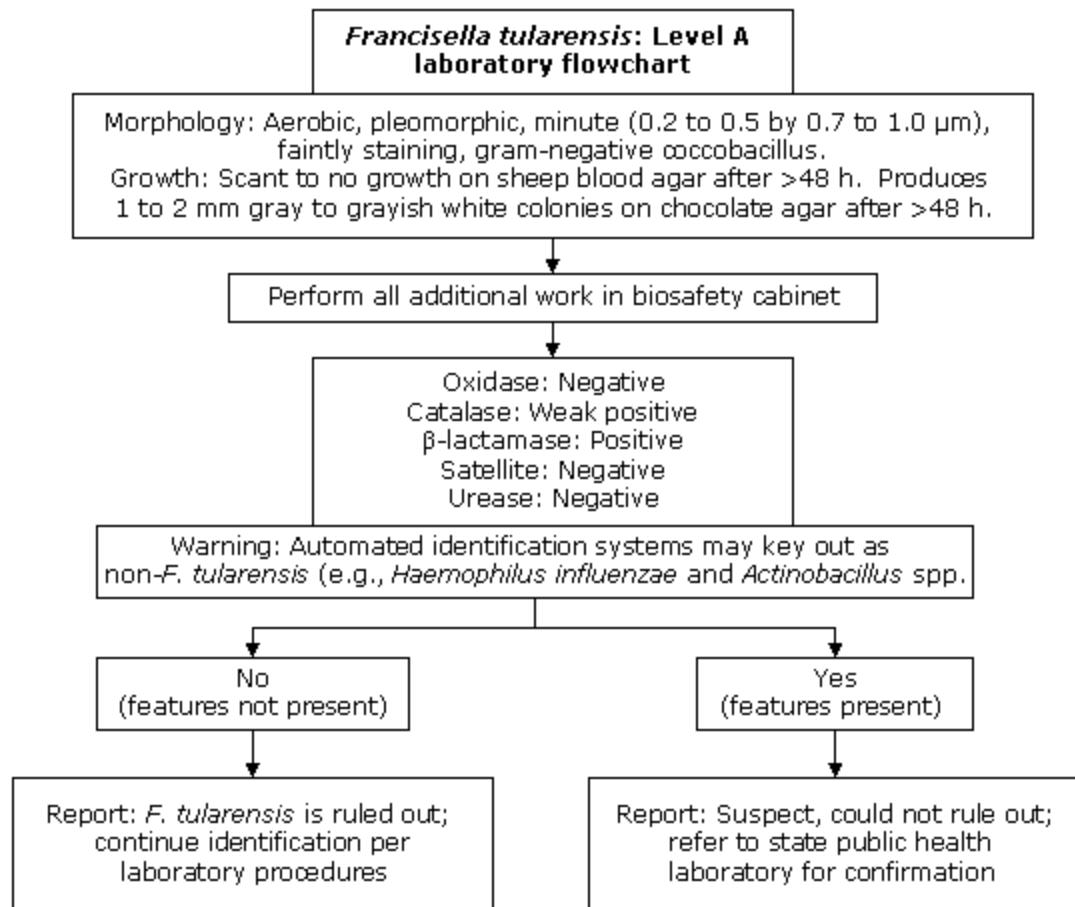 Francisella tularensis: Level A
laboratory flowchart
Morphology: Aerobic, pleomorphic, minute (0.2 to 0.5 by 0.7 to 1.0 μm),
faintly staining, gram-negative coccobacillus.
Growth: Scant to no growth on sheep blood agar after >48 h. Produces
1 to 2 mm gray to grayish white colonies on chocolate agar after >48 h.
Perform all additional work in biosafety cabinet
Oxidase: Negative
Catalase: Weak positive
β-lactamase: Positive
Satellite: Negative
Urease: Negative
Warning: Automated identification systems may key out as
non-F. tularensis (e.g., Haemophilus influenzae and Actinobacillus spp.
No
(features not present)
Yes
(features present)
Report: F. tularensis is ruled out;
continue identification per
laboratory procedures
Report: Suspect, could not rule out;
refer to state public health
laboratory for confirmation